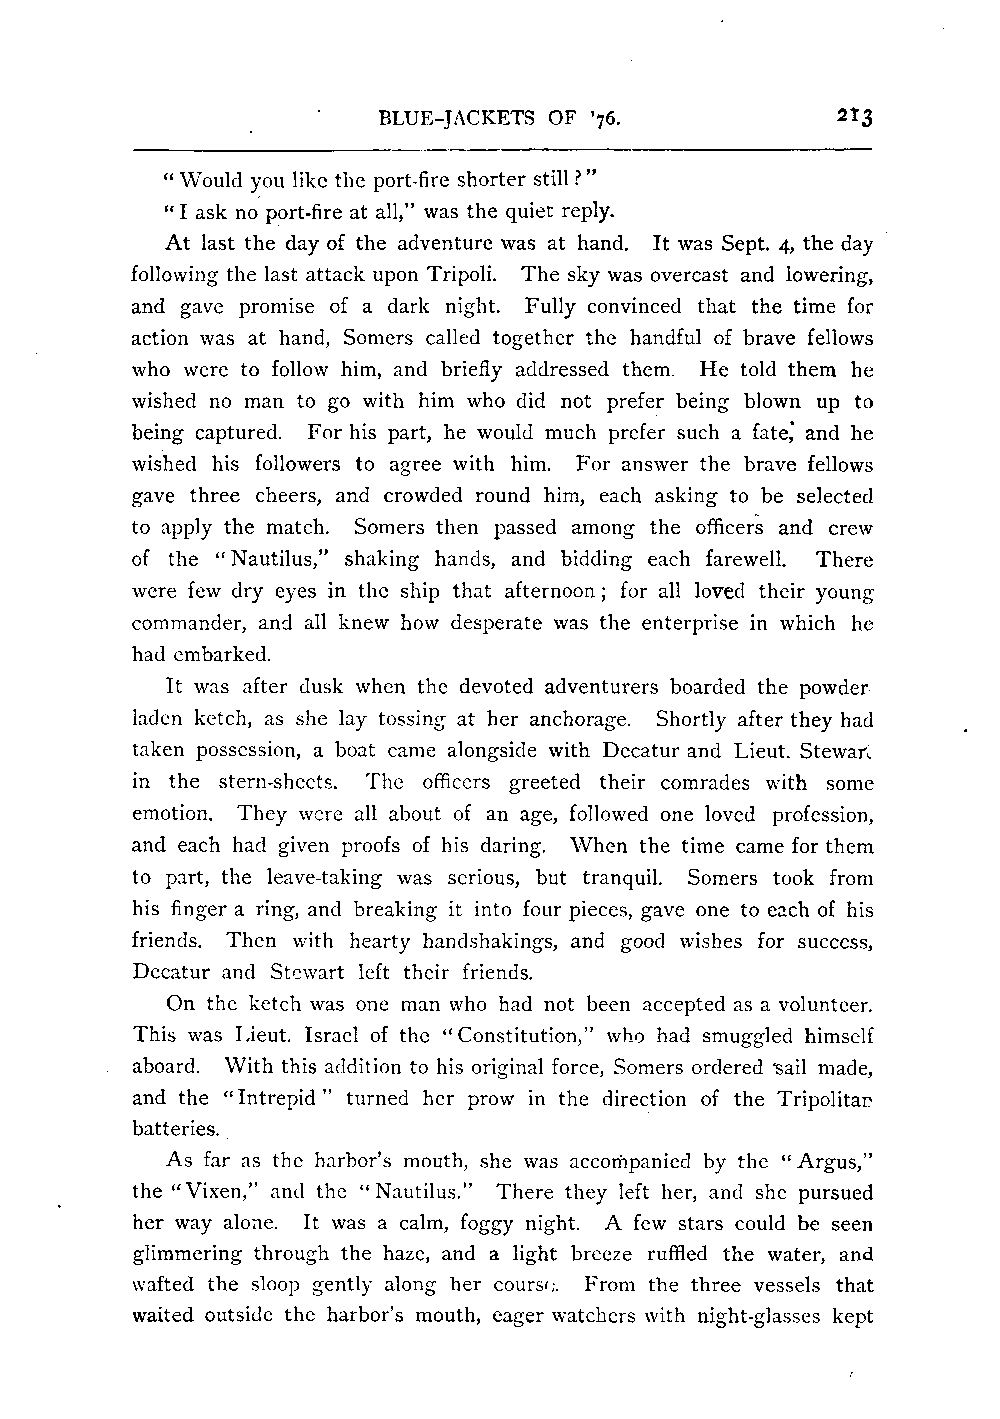 BLUE-JACKETS OF '76. 213
"Would you like the port-fire shorter still?"
"I ask no port-fire at all," was the quiet reply.
At last the day of the adventure was at hand. It was Sept. 4, the day
following the last attack upon Tripoli. The sky was overcast and lowering,
and gave promise of a dark night. Fully convinced that the time for
action was at hand, Somers called together the handful of brave fellows
who were to follow him, and briefly addressed them. He told them he
wished no man to go with him who did not prefer being blown up to
being captured. For his part, he would much prefer such a fate, and he
wished his followers to agree with him. For answer the brave fellows
gave three cheers, and crowded round him, each asking to be selected
to apply the match. Somers then passed among the officers and crew
of the "Nautilus," shaking hands, and bidding each farewell. There
were few dry eyes in the ship that afternoon; for all loved their young
commander, and all knew how desperate was the enterprise in which he
had embarked.
It was after dusk when the devoted adventurers boarded the powder-
laden ketch, as she lay tossing at her anchorage. Shortly after they had
taken possession, a boat came alongside with Decatur and Lieut. Stewart
in the stern-sheets. The officers greeted their comrades with some
emotion. They were all about of an age, followed one loved profession,
and each had given proofs of his daring. When the time came for them
to part, the leave-taking was serious, but tranquil. Somers took from
his finger a ring, and breaking it into four pieces, gave one to each of his
friends. Then with hearty handshakings, and good wishes for success,
Decatur and Stewart left their friends.
On the ketch was one man who had not been accepted as a volunteer.
This was Lieut. Israel of the "Constitution," who had smuggled himself
aboard. With this addition to his original force, Somers ordered sail made,
and the "Intrepid" turned her prow in the direction of the Tripolitan
batteries.
As far as the harbor's mouth, she was accompanied by the "Argus,"
the "Vixen," and the "Nautilus." There they left her, and she pursued
her way alone. It was a calm, foggy night. A few stars could be seen
glimmering through the haze, and a light breeze ruffled the water, and
wafted the sloop gently along her course. From the three vessels that
waited outside the harbor's mouth, eager watchers with night-glasses kept